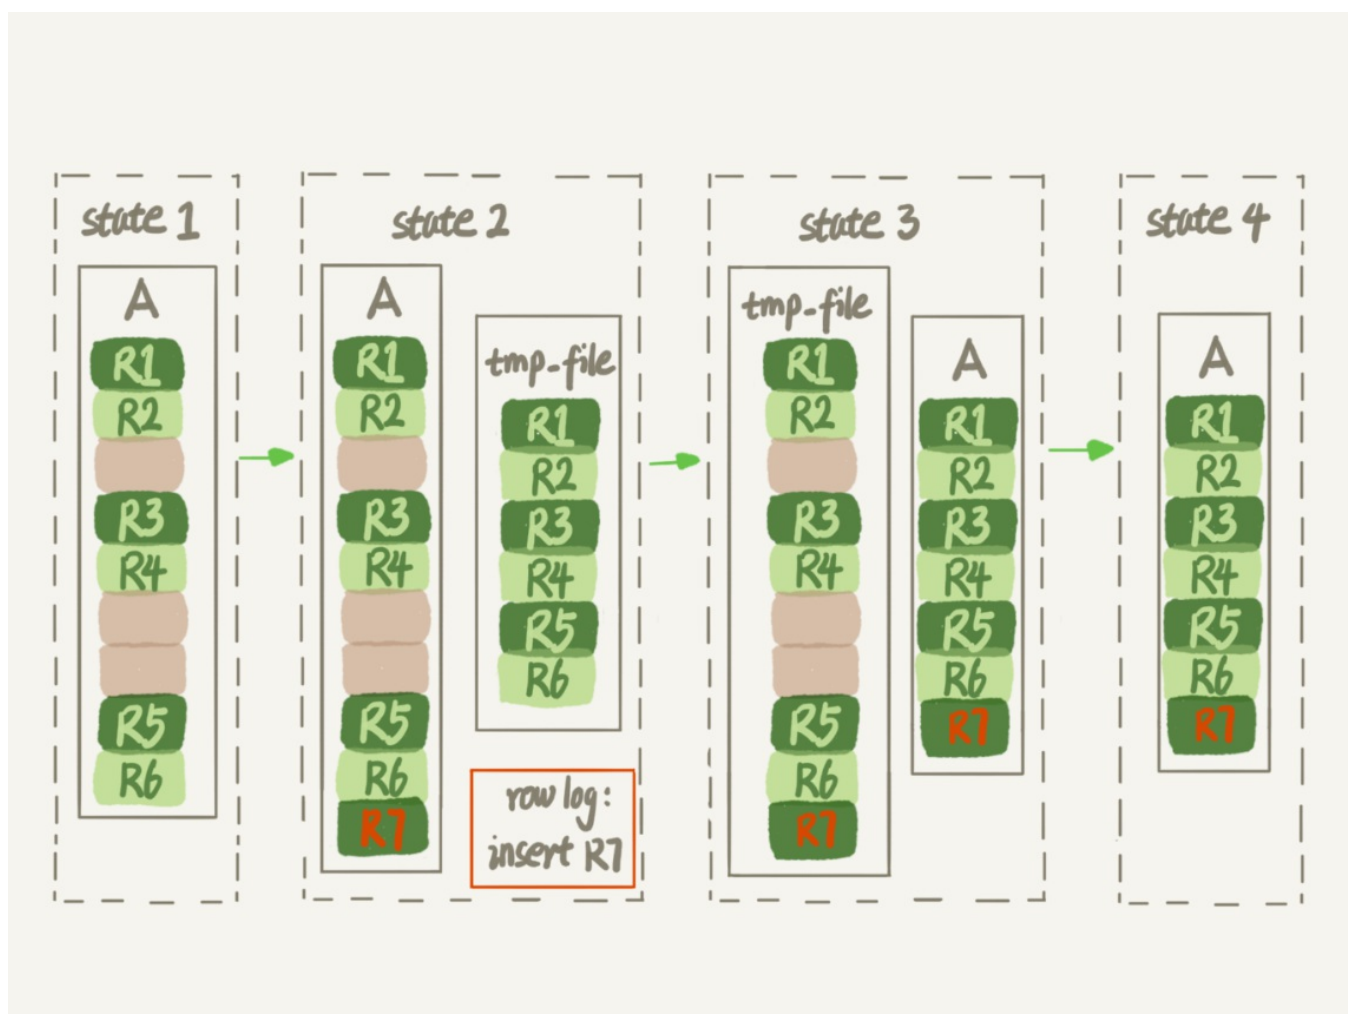 state 1
A
R1
R2
R3
R4
R5
R6
state 2
A
R1
R2
R3
R4
R5
R6
R7
tmp-file
R1
R2
R3
R4
R5
R6
row log:
insert R7
state 3
tmp-file
R1
R2
R3
R4
R5
R6
R7
A
R1
R2
R3
R4
R5
R6
R7
state 4
A
R1
R2
R3
R4
R5
R6
R7